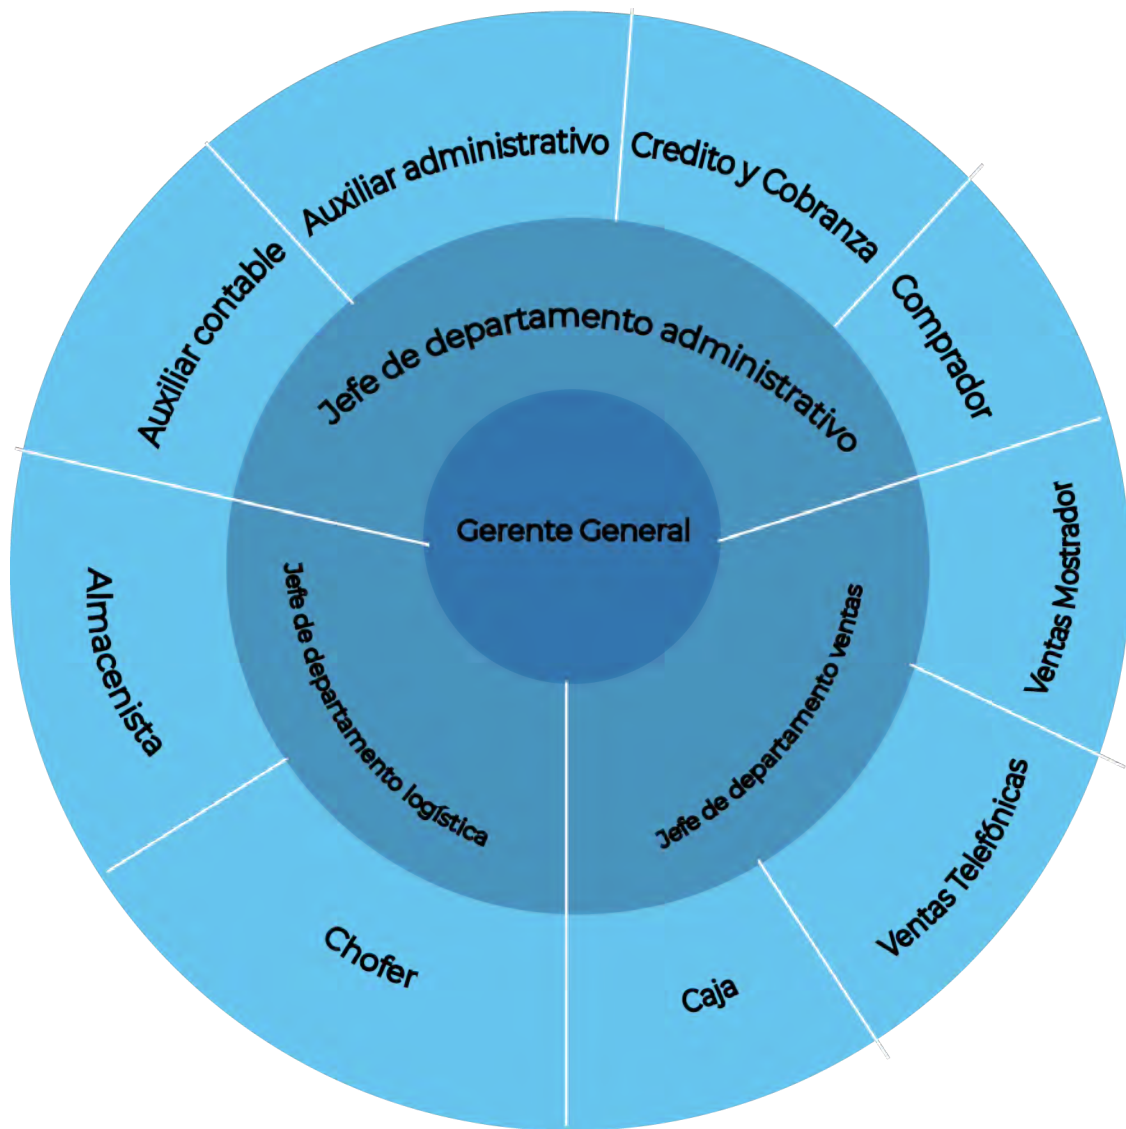 Auxiliar administrativo
Credito y Cobranza
Auxiliar contable
Comprador
Jefe de departamento administrativo
Gerente General
Ventas Mostrador
Almacenista
Jefe de departamento logística
Jefe de departamento ventas
Ventas Telefónicas
Chofer
Caja